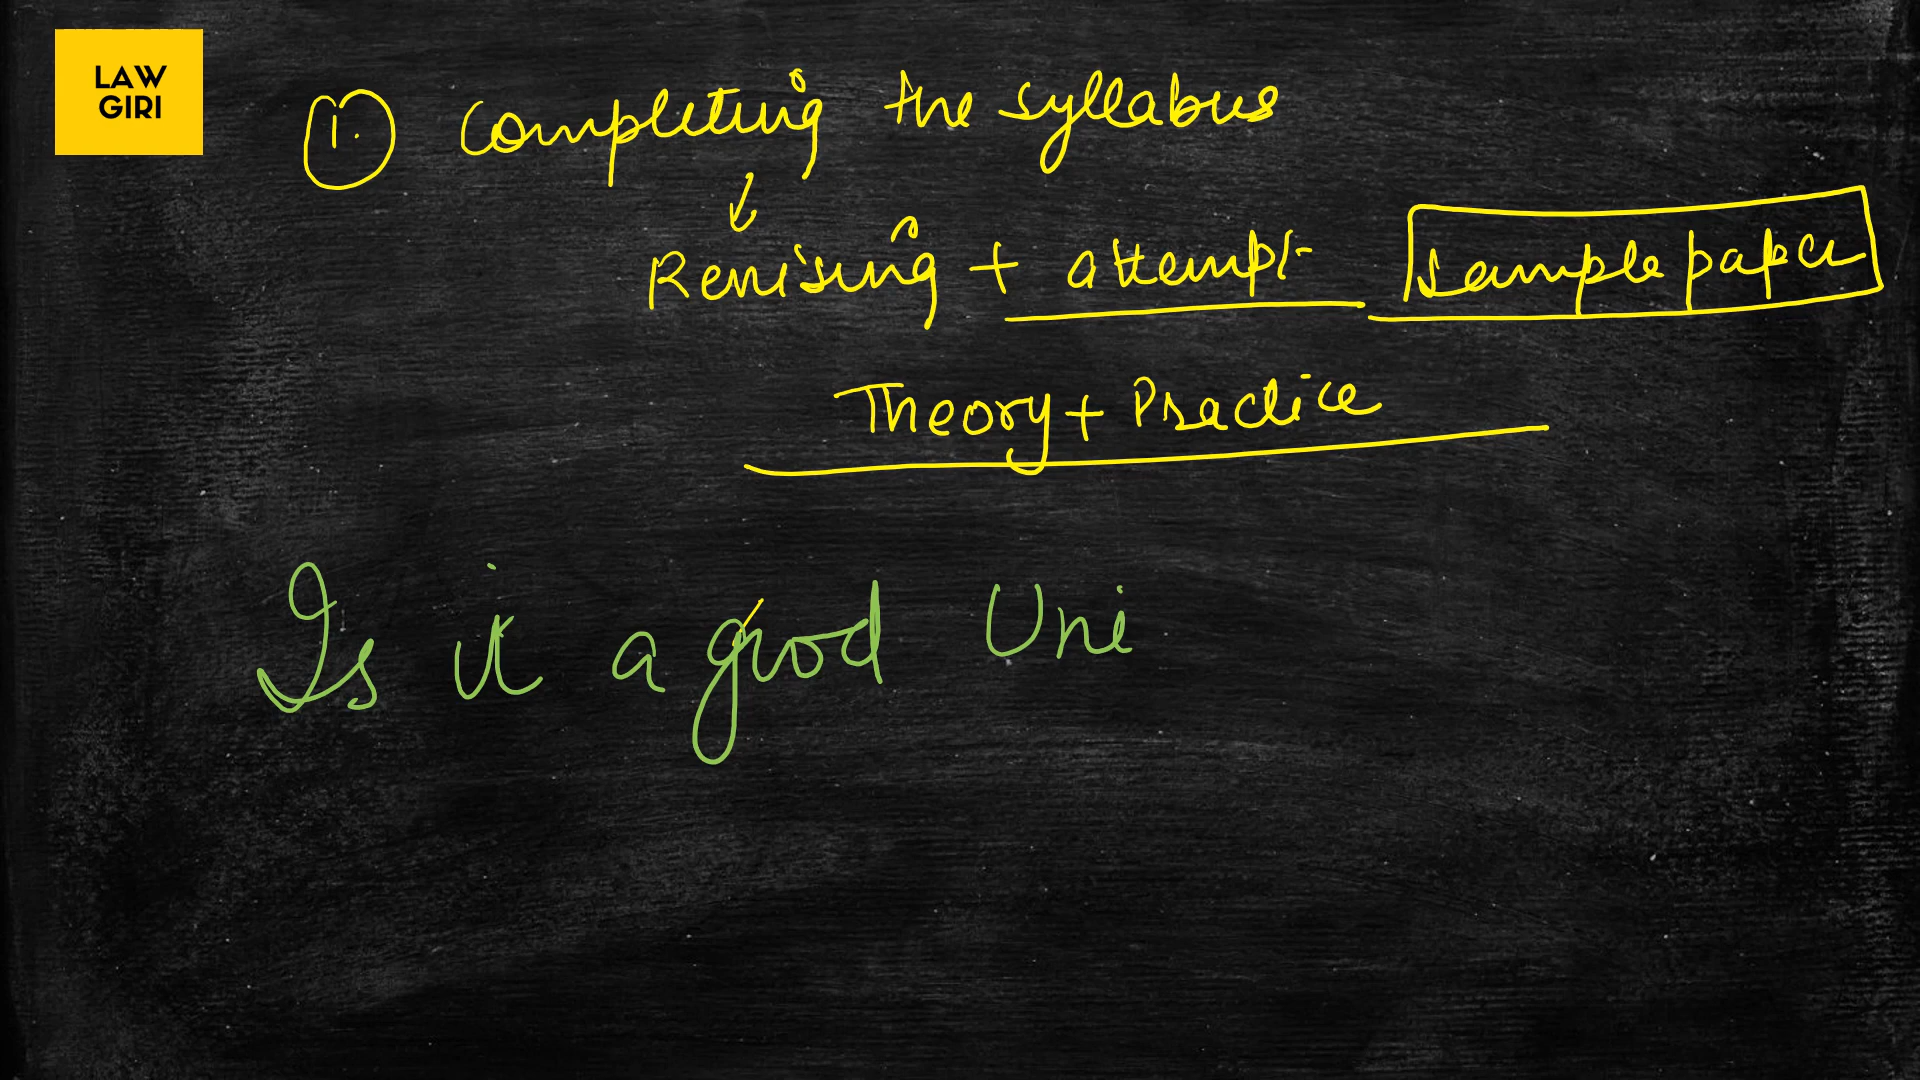 LAW
GIRI
1. Completing the syllabus
↓
Revising + attempt sample paper
Theory + Practice
Is it a good Uni